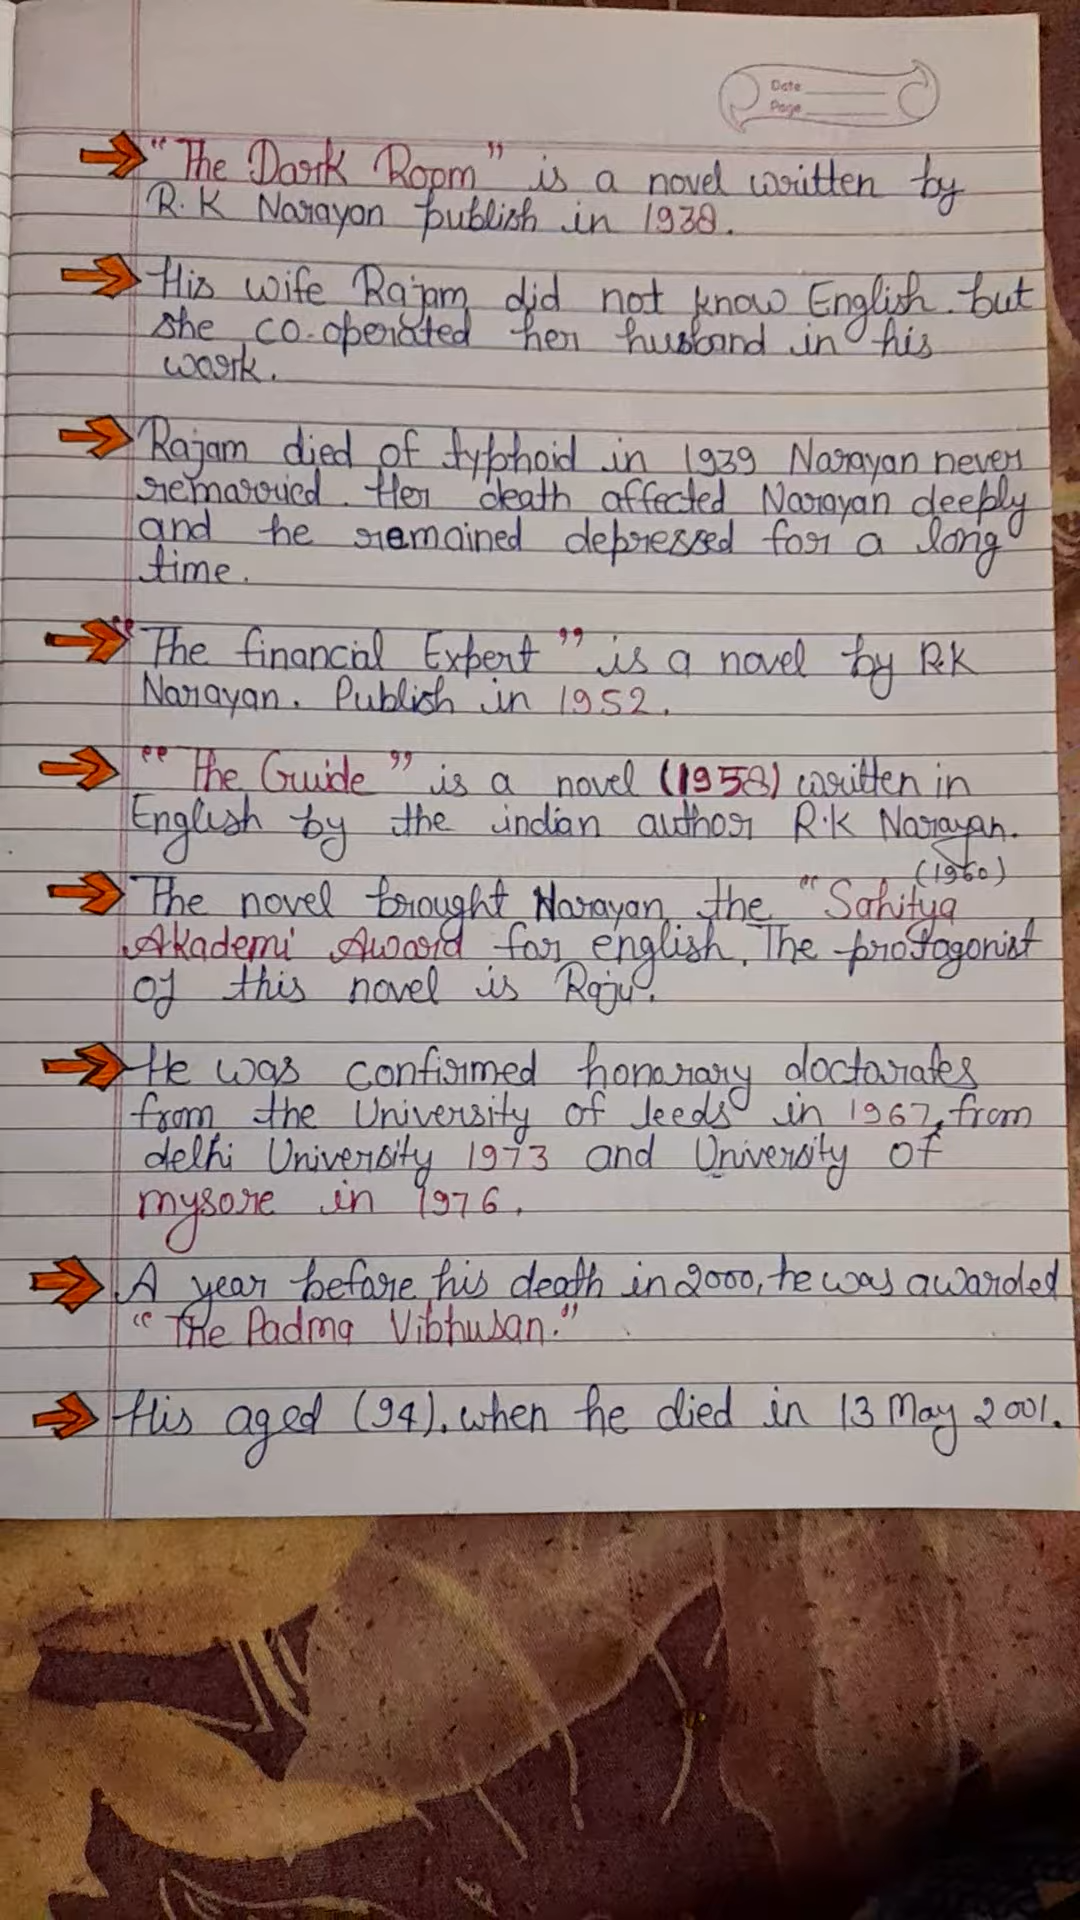 Date
Page
"The Dark Room" is a novel written by
R.K Narayan publish in 1938.
His wife Rajam did not know English. but
she co-operated her husband in his
work.
Rajam died of typhoid in 1939 Narayan never
remarried. Her death affected Narayan deeply
and he remained depressed for a long
time.
"The financial Expert" is a novel by R.K
Narayan. Publish in 1952.
"The Guide" is a novel (1958) written in
English by the indian author R.K Narayan.
(1960)
The novel brought Narayan the "Sahitya
Akademi Award for english. The protagonist
of this novel is Raju.
He was confirmed honarary doctorates
from the University of leeds in 1967, from
delhi University 1973 and University of
mysore in 1976.
A year before his death in 2000, he was awarded
"The Padma Vibhusan."
His aged (94). when he died in 13 May 2001.